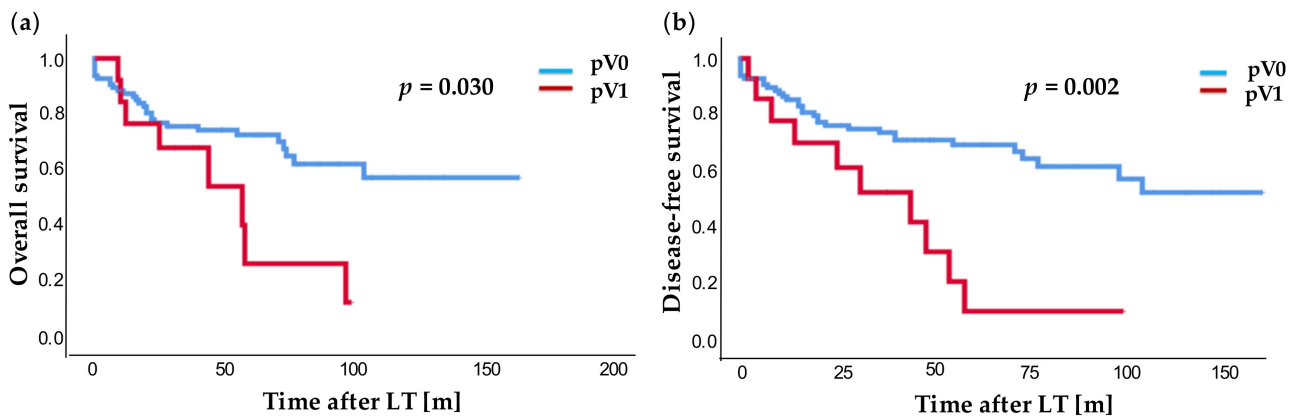 (a)
Overall survival
1.0
0.8
0.6
0.4
0.2
0.0
p = 0.030
pV0
pV1
0 50 100 150 200
Time after LT [m]
(b)
Disease-free survival
1.0
0.8
0.6
0.4
0.2
0.0
p = 0.002
pV0
pV1
0 25 50 75 100 150
Time after LT [m]